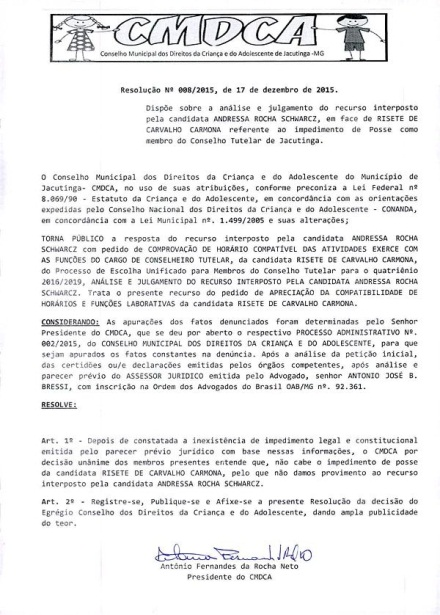 CMDCA
Conselho Municipal dos Direitos da Criança e do Adolescente de Jacutinga -MG
Resolução Nº 008/2015, de 17 de dezembro de 2015.
Dispõe sobre a análise e julgamento do recurso interposto
pela candidata ANDRESSA ROCHA SCHWARCZ, em face de RISETE DE
CARVALHO CARMONA referente ao impedimento de Posse como
membro do Conselho Tutelar de Jacutinga.
O Conselho Municipal dos Direitos da Criança e do Adolescente do Município de
Jacutinga- CMDCA, no uso de suas atribuições, conforme preconiza a Lei Federal nº
8.069/90 - Estatuto da Criança e do Adolescente, em concordância com as orientações
expedidas pelo Conselho Nacional dos Direitos da Criança e do Adolescente - CONANDA,
em concordância com a Lei Municipal nº. 1.499/2005 e suas alterações;
TORNA PÚBLICO a resposta do recurso interposto pela candidata ANDRESSA ROCHA
SCHWARCZ com pedido de COMPROVAÇÃO DE HORÁRIO COMPATÍVEL DAS ATIVIDADES EXERCE COM
AS FUNÇÕES DO CARGO DE CONSELHEIRO TUTELAR, da candidata RISETE DE CARVALHO CARMONA,
do Processo de Escolha Unificado para Membros do Conselho Tutelar para o quatriênio
2016/2019, ANÁLISE E JULGAMENTO DO RECURSO INTERPOSTO PELA CANDIDATA ANDRESSA ROCHA
SCHWARCZ. Trata o presente recurso do pedido de APRECIAÇÃO DA COMPATIBILIDADE DE
HORÁRIOS E FUNÇÕES LABORATIVAS da candidata RISETE DE CARVALHO CARMONA.
CONSIDERANDO: As apurações dos fatos denunciados foram determinadas pelo Senhor
Presidente do CMDCA, que se deu por aberto o respectivo PROCESSO ADMINISTRATIVO Nº.
002/2015, do CONSELHO MUNICIPAL DOS DIREITOS DA CRIANÇA E DO ADOLESCENTE, para que
sejam apurados os fatos constantes na denúncia. Após a análise da petição inicial,
das certidões ou/e declarações emitidas pelos órgãos competentes, após análise e
parecer prévio do ASSESSOR JURIDICO emitida pelo Advogado, senhor ANTONIO JOSÉ B.
BRESSI, com inscrição na Ordem dos Advogados do Brasil OAB/MG nº. 92.361.
RESOLVE:
Art. 1º - Depois de constatada a inexistência de impedimento legal e constitucional
emitida pelo parecer prévio jurídico com base nessas informações, o CMDCA por
decisão unânime dos membros presentes entende que, não cabe o impedimento de posse
da candidata RISETE DE CARVALHO CARMONA, pelo que não damos provimento ao recurso
interposto pela candidata ANDRESSA ROCHA SCHWARCZ.
Art. 2º - Registre-se, Publique-se e Afixe-se a presente Resolução da decisão do
Egrégio Conselho dos Direitos da Criança e do Adolescente, dando ampla publicidade
do teor.
Antônio Fernandes da Rocha Neto
Presidente do CMDCA